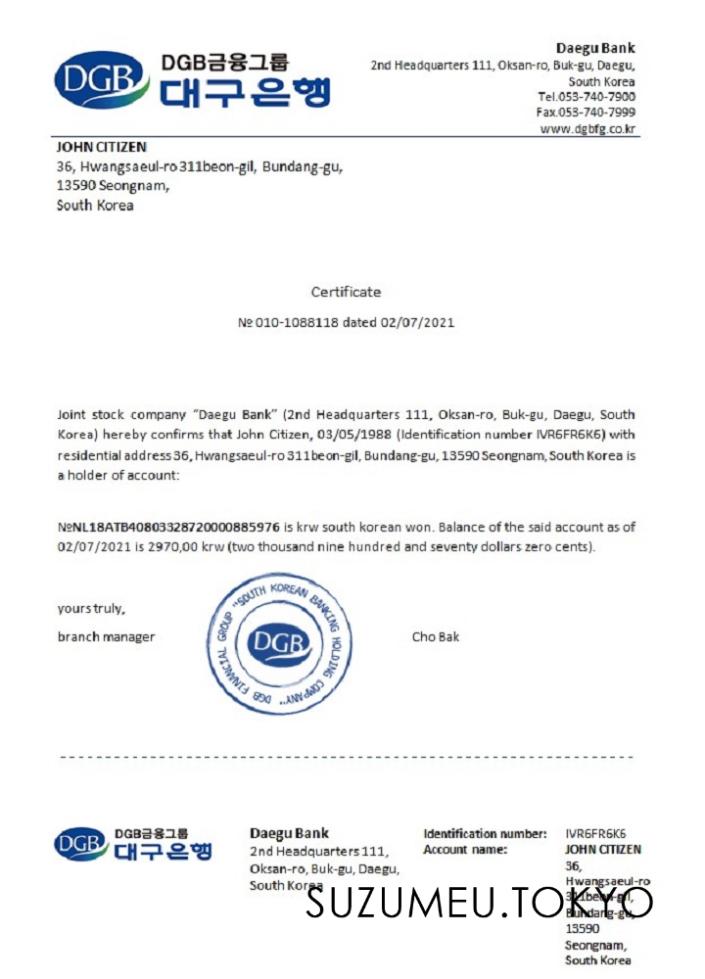 DGB
DGB금융그룹
대구은행
Daegu Bank
2nd Headquarters 111, Oksan-ro, Buk-gu, Daegu,
South Korea
Tel.053-740-7900
Fax.053-740-7999
www.dgbfg.co.kr
JOHN CITIZEN
36, Hwangsaeul-ro 311beon-gil, Bundang-gu,
13590 Seongnam,
South Korea
Certificate
№ 010-1088118 dated 02/07/2021
Joint stock company “Daegu Bank” (2nd Headquarters 111, Oksan-ro, Buk-gu, Daegu, South
Korea) hereby confirms that John Citizen, 03/05/1988 (Identification number IVR6FR6K6) with
residential address 36, Hwangsaeul-ro 311beon-gil, Bundang-gu, 13590 Seongnam, South Korea is
a holder of account:
№NL18ATB40803328720000885976 is krw south korean won. Balance of the said account as of
02/07/2021 is 2970,00 krw (two thousand nine hundred and seventy dollars zero cents).
yours truly,
branch manager
DGB FINANCIAL GROUP "SOUTH KOREAN BANKING HOLDING COMPANY"
DGB
Cho Bak
DGB
DGB금융그룹
대구은행
Daegu Bank
2nd Headquarters 111,
Oksan-ro, Buk-gu, Daegu,
South Korea
Identification number: IVR6FR6K6
Account name: JOHN CITIZEN
36,
Hwangsaeul-ro
311beon-gil,
Bundang-gu,
13590
Seongnam,
South Korea
SUZUMEU.TOKYO